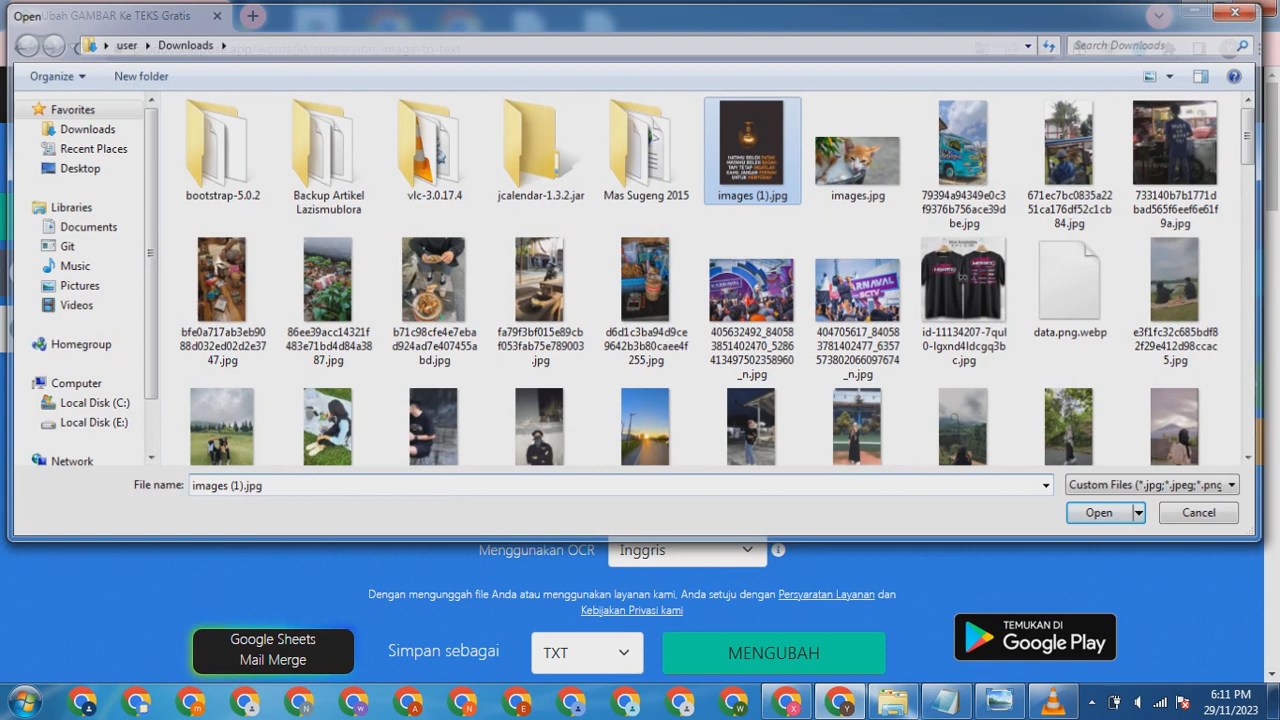 Open
Ubah GAMBAR Ke TEKS Gratis
user
Downloads
Search Downloads
Organize
New folder
Favorites
Downloads
Recent Places
Desktop
Libraries
Documents
Git
Music
Pictures
Videos
Homegroup
Computer
Local Disk (C:)
Local Disk (E:)
Network
bootstrap-5.0.2
Backup Artikel
Lazismublora
vlc-3.0.17.4
jcalendar-1.3.2.jar
Mas Sugeng 2015
HATIMU BOLEH PATAH
images (1).jpg
images.jpg
79394a94349e0c3
f9376b756ace39d
be.jpg
671ec7bc0835a22
51ca176df52c1cb
84.jpg
733140b7b1771d
bad565f6eef6e61f
9a.jpg
bfe0a717ab3eb90
88d032ed02d2e37
47.jpg
86ee39acc14321f
483e71bd4d84a38
87.jpg
b71c98cfe4e7eba
d924ad7e407455a
bd.jpg
fa79f3bf015e89cb
f053fab75e789003
.jpg
d6d1c3ba94d9ce
9642b3b80caee4f
255.jpg
KARNAVAL
405632492_84058
3851402470_5286
413497502358960
_n.jpg
KARNAVAL
SCTV
404705617_84058
3781402477_6357
573802066097674
_n.jpg
id-11134207-7qul
0-lgxnd4ldcgq3b
c.jpg
data.png.webp
e3f1fc32c685bdf8
2f29e412d98ccac
5.jpg
File name:
images (1).jpg
Custom Files (*.jpg;*.jpeg;*.png
Open
Cancel
Menggunakan OCR
Inggris
Dengan mengunggah file Anda atau menggunakan layanan kami, Anda setuju dengan Persyaratan Layanan dan
Kebijakan Privasi kami
Google Sheets
Mail Merge
Simpan sebagai
TXT
MENGUBAH
TEMUKAN DI
Google Play
6:11 PM
29/11/2023